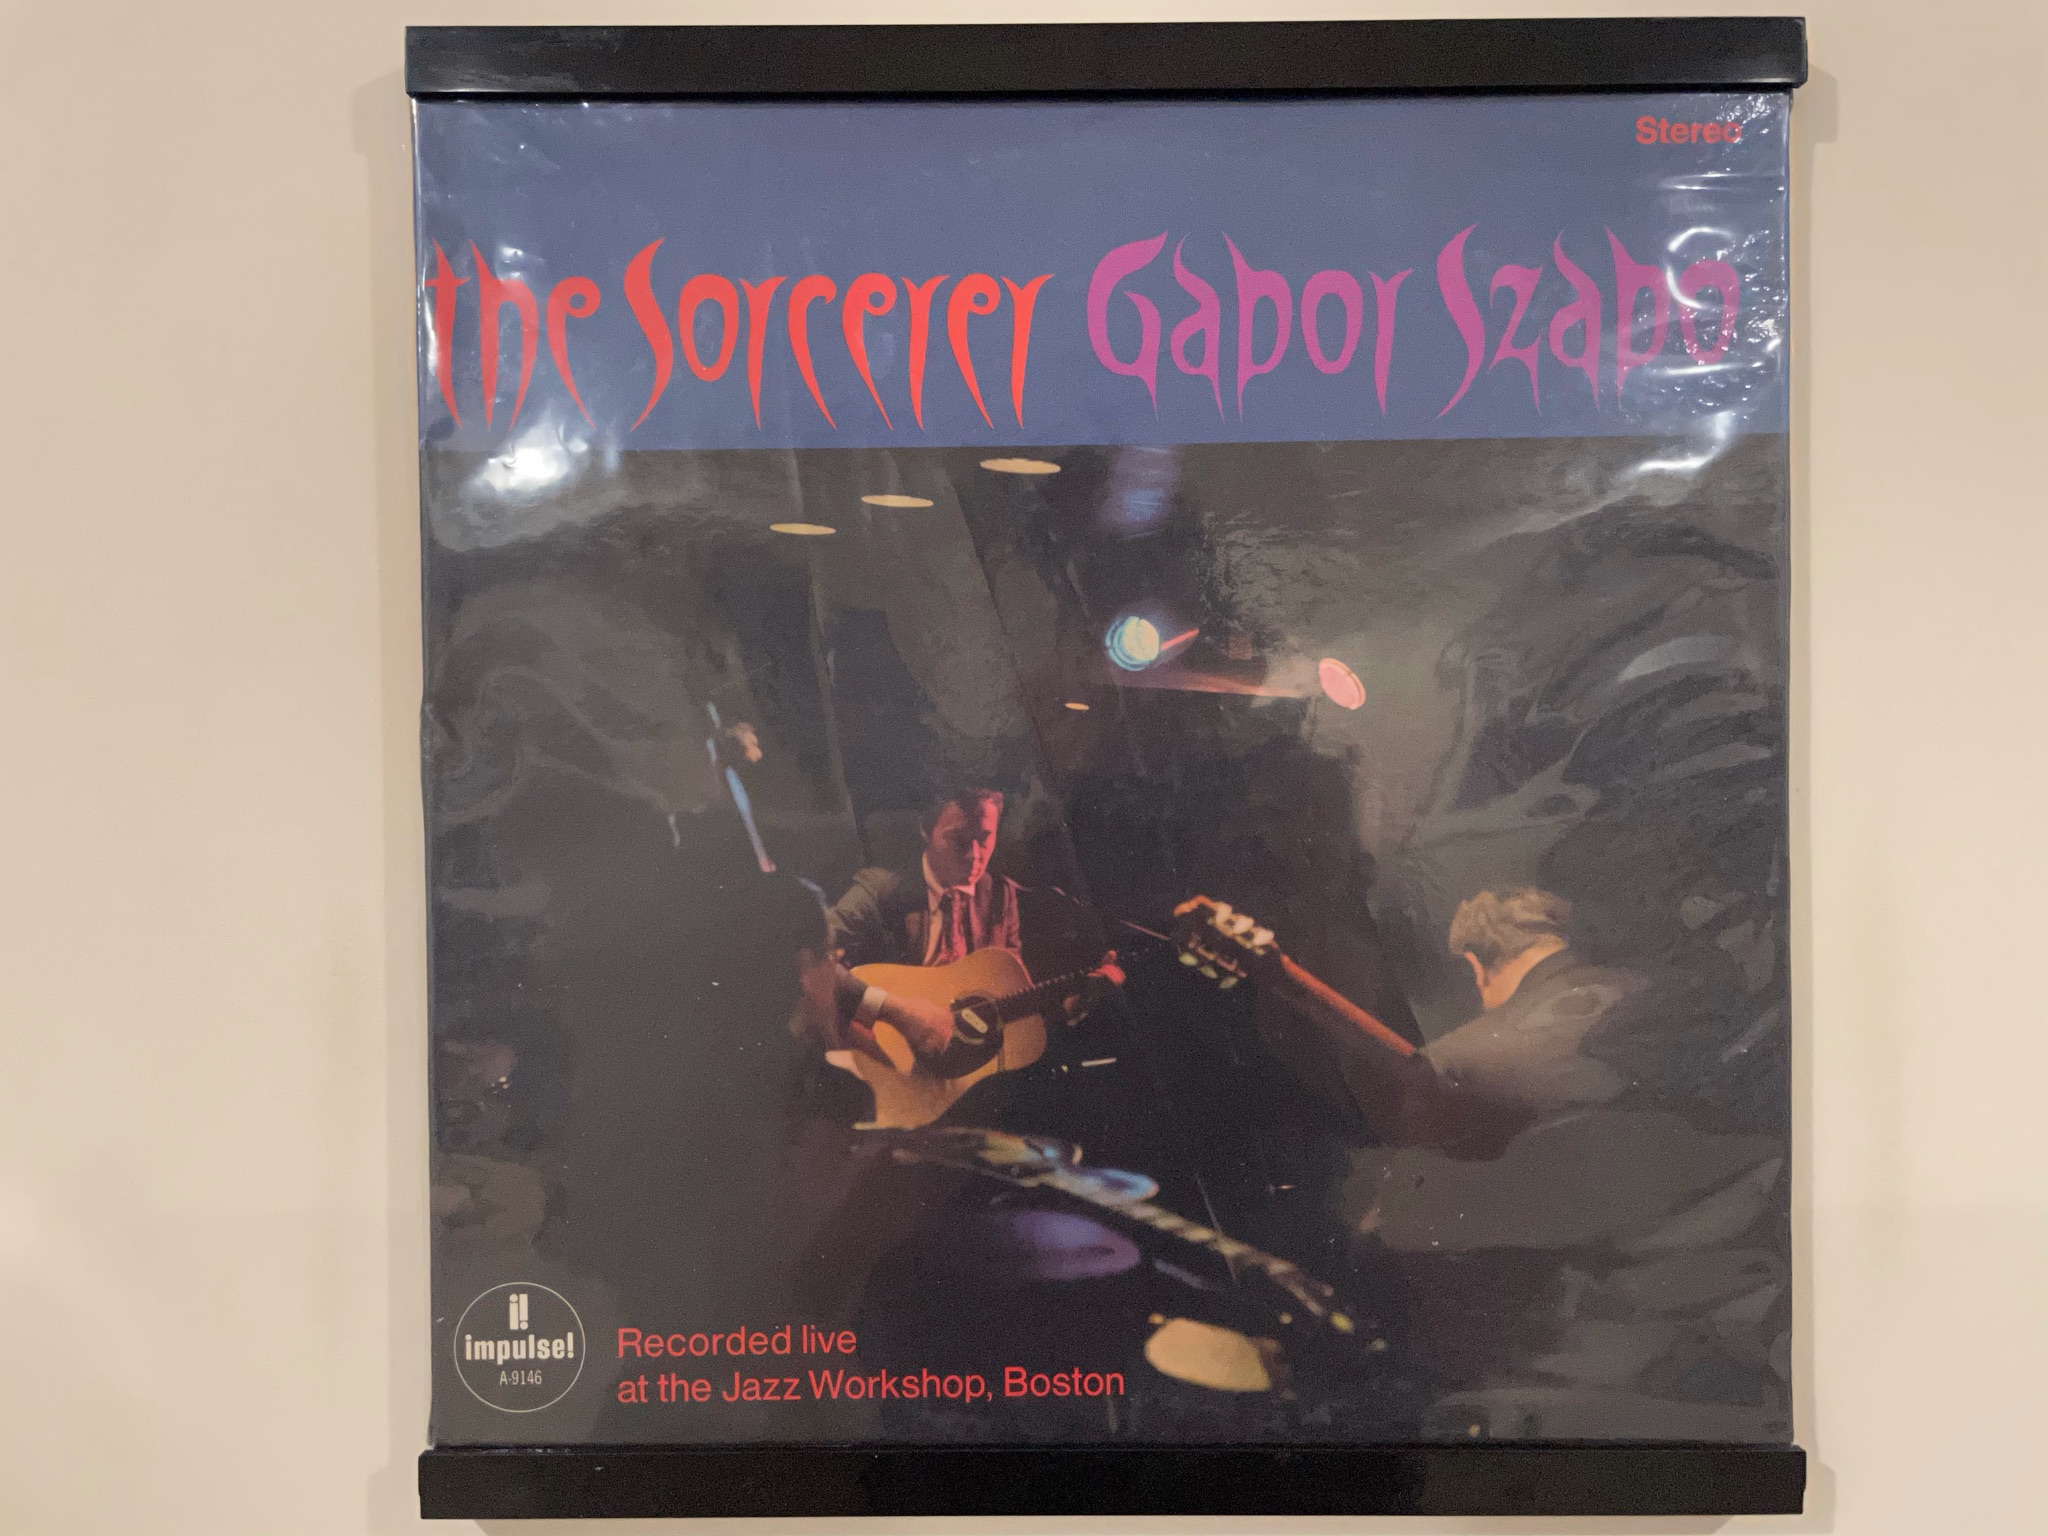 Stereo
the Sorcerer Gabor Szabo
i!
impulse!
A-9146
Recorded live
at the Jazz Workshop, Boston